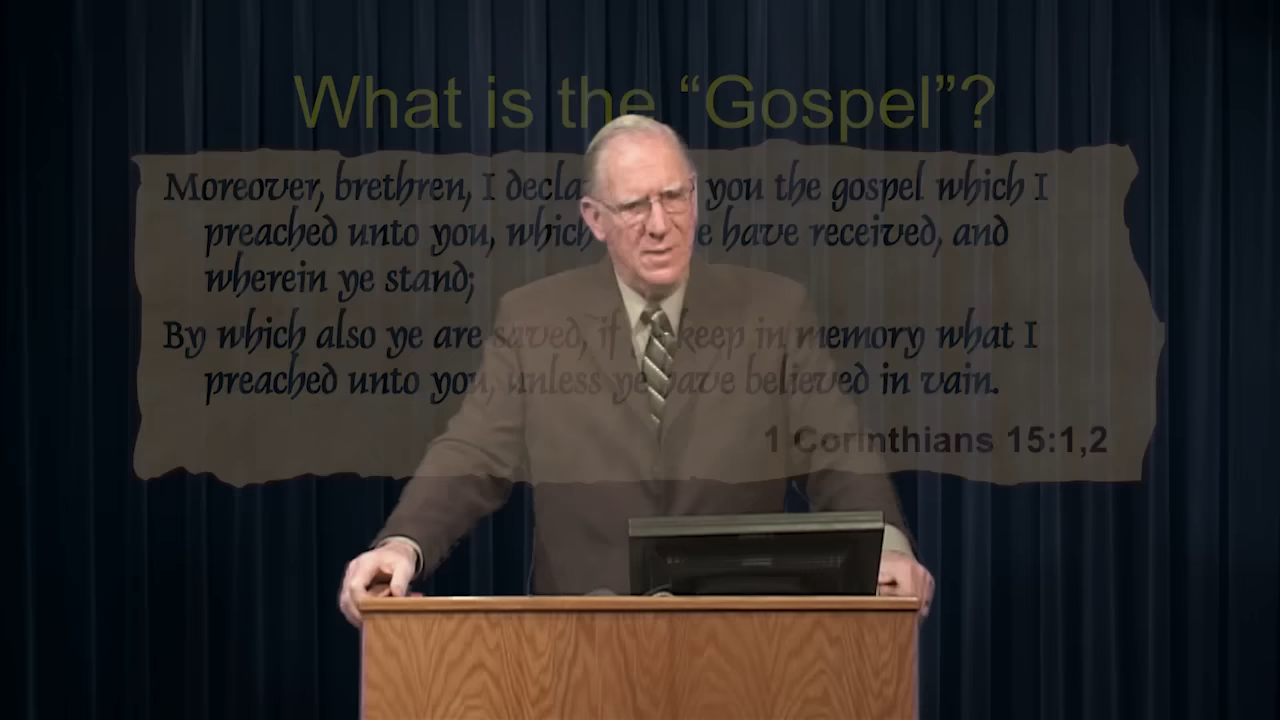 What is the “Gospel”?
Moreover, brethren, I you the gospel which I
preached unto you, which have received, and
wherein ye stand;
By which also ye are saved, if keep in memory what I
preached unto you, unless ye have believed in vain.
1 Corinthians 15:1,2